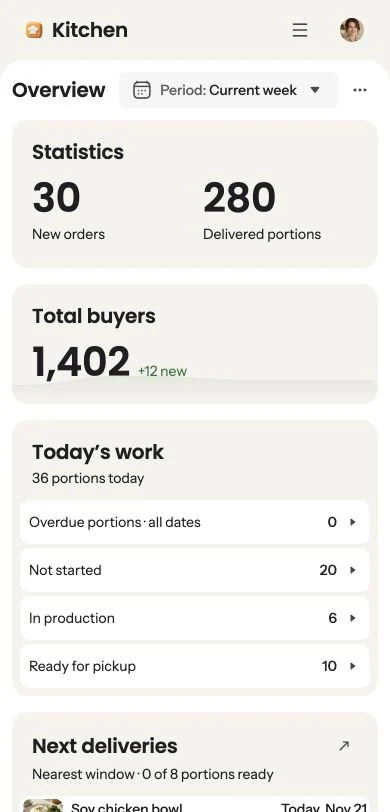 Kitchen
Overview
Period: Current week
Statistics
30
280
New orders
Delivered portions
Total buyers
1,402 +12 new
Today’s work
36 portions today
Overdue portions · all dates 0
Not started 20
In production 6
Ready for pickup 10
Next deliveries
Nearest window · 0 of 8 portions ready
Soy chicken bowl Today, Nov 21